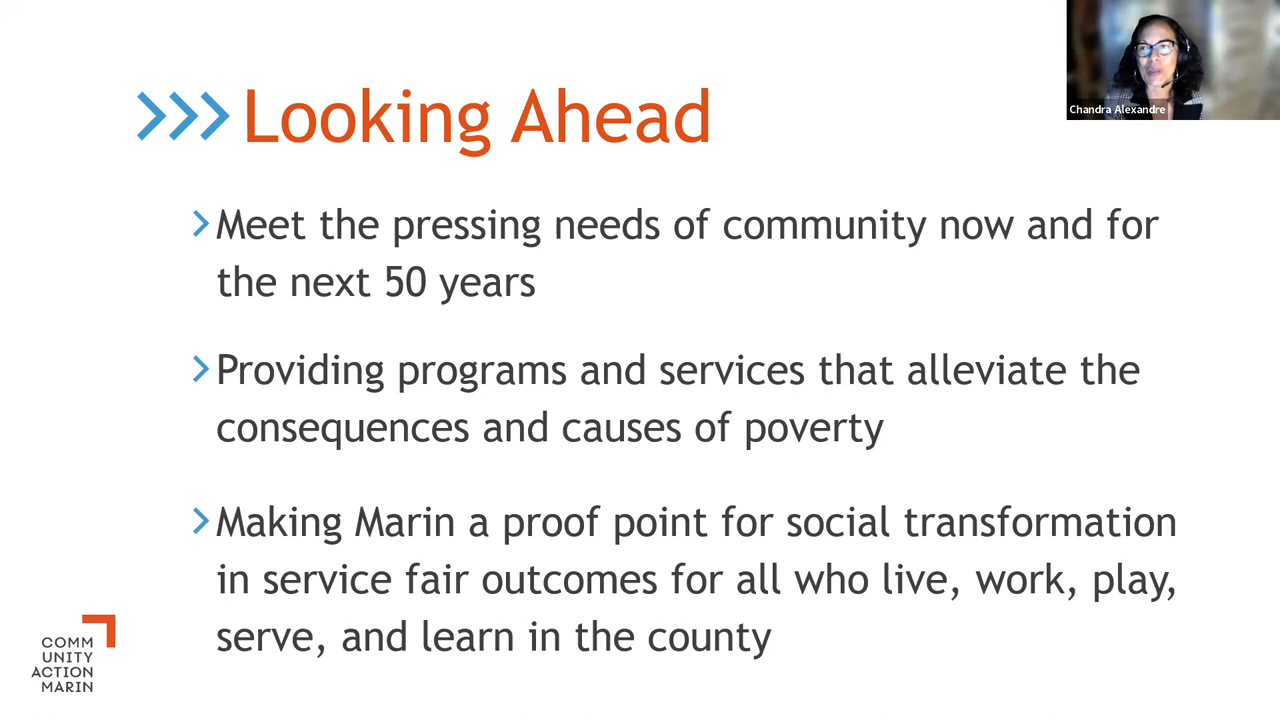 Looking Ahead
Chandra Alexandre
Meet the pressing needs of community now and for
the next 50 years
Providing programs and services that alleviate the
consequences and causes of poverty
Making Marin a proof point for social transformation
in service fair outcomes for all who live, work, play,
serve, and learn in the county
COMM
UNITY
ACTION
MARIN